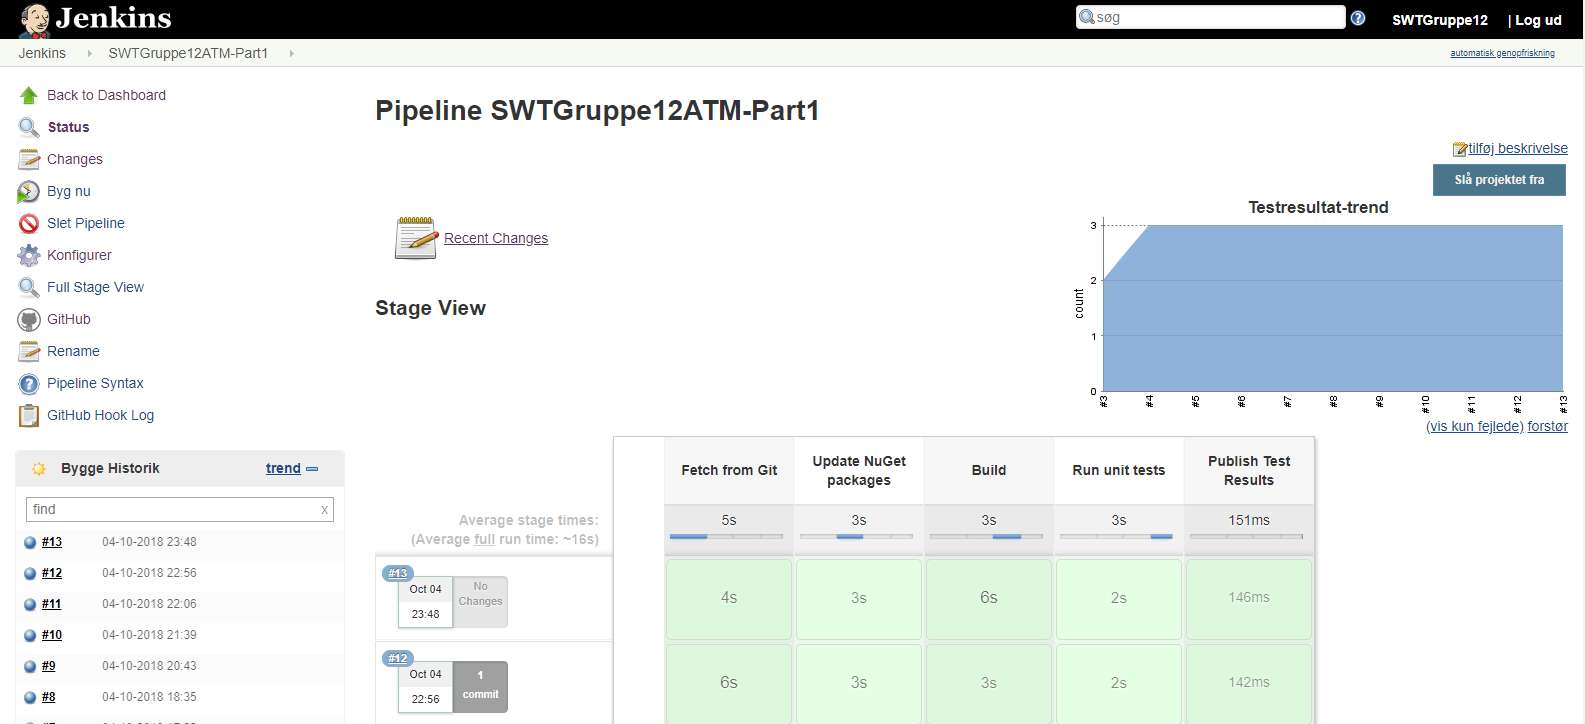 Jenkins
søg
SWTGruppe12
| Log ud
Jenkins
SWTGruppe12ATM-Part1
automatisk genopfriskning
Back to Dashboard
Status
Changes
Byg nu
Slet Pipeline
Konfigurer
Full Stage View
GitHub
Rename
Pipeline Syntax
GitHub Hook Log
Bygge Historik
trend
find
x
#13 04-10-2018 23:48
#12 04-10-2018 22:56
#11 04-10-2018 22:06
#10 04-10-2018 21:39
#9 04-10-2018 20:43
#8 04-10-2018 18:35
Pipeline SWTGruppe12ATM-Part1
tilføj beskrivelse
Slå projektet fra
Recent Changes
Testresultat-trend
count
3
2
1
0
#3 #4 #5 #6 #7 #8 #9 #10 #11 #12 #13
(vis kun fejlede) forstør
Stage View
Fetch from Git
Update NuGet packages
Build
Run unit tests
Publish Test Results
Average stage times:
(Average full run time: ~16s)
5s 3s 3s 3s 151ms
#13
Oct 04
23:48
No Changes
4s 3s 6s 2s 146ms
#12
Oct 04
22:56
1 commit
6s 3s 3s 2s 142ms